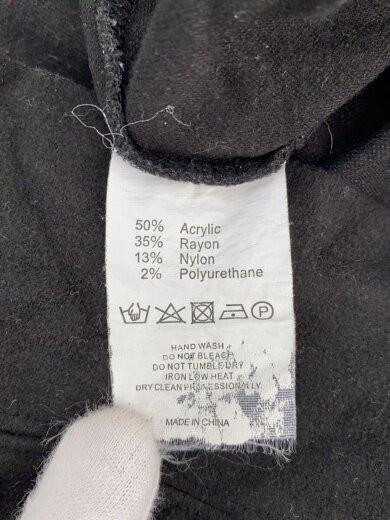 50% Acrylic
35% Rayon
13% Nylon
2% Polyurethane
P
HAND WASH
DO NOT BLEACH
DO NOT TUMBLE DRY
IRON LOW HEAT
DRY CLEAN PROFESSIONALLY
MADE IN CHINA